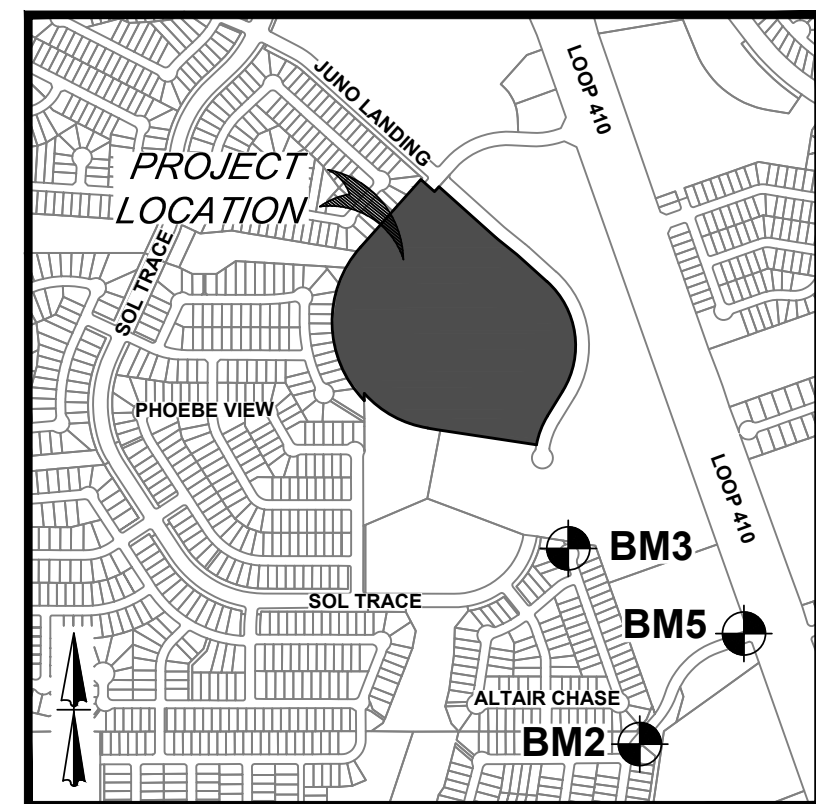 JUNO LANDING
LOOP 410
PROJECT
LOCATION
SOL TRACE
PHOEBE VIEW
LOOP 410
BM3
SOL TRACE
BM5
ALTAIR CHASE
BM2